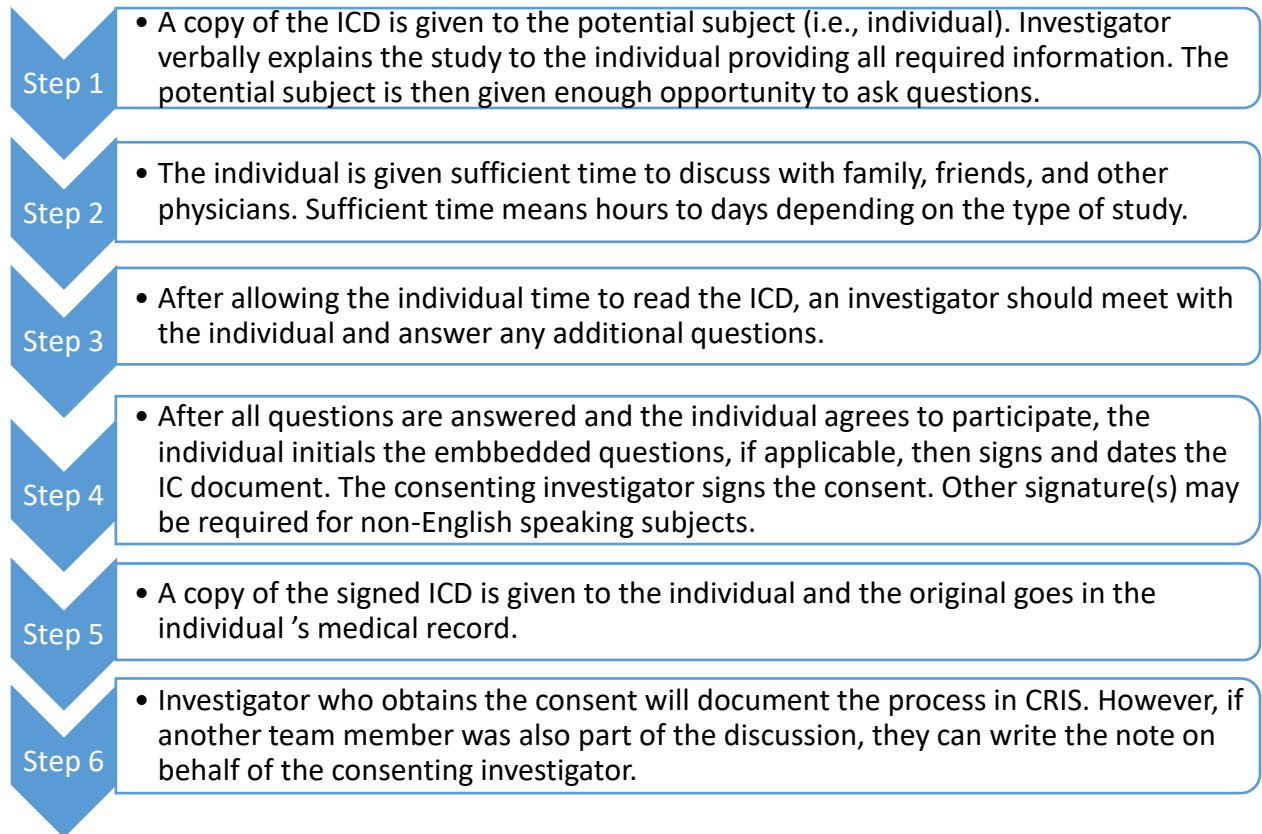 Step 1
• A copy of the ICD is given to the potential subject (i.e., individual). Investigator
verbally explains the study to the individual providing all required information. The
potential subject is then given enough opportunity to ask questions.
Step 2
• The individual is given sufficient time to discuss with family, friends, and other
physicians. Sufficient time means hours to days depending on the type of study.
Step 3
• After allowing the individual time to read the ICD, an investigator should meet with
the individual and answer any additional questions.
Step 4
• After all questions are answered and the individual agrees to participate, the
individual initials the embbedded questions, if applicable, then signs and dates the
IC document. The consenting investigator signs the consent. Other signature(s) may
be required for non-English speaking subjects.
Step 5
• A copy of the signed ICD is given to the individual and the original goes in the
individual ’s medical record.
Step 6
• Investigator who obtains the consent will document the process in CRIS. However, if
another team member was also part of the discussion, they can write the note on
behalf of the consenting investigator.